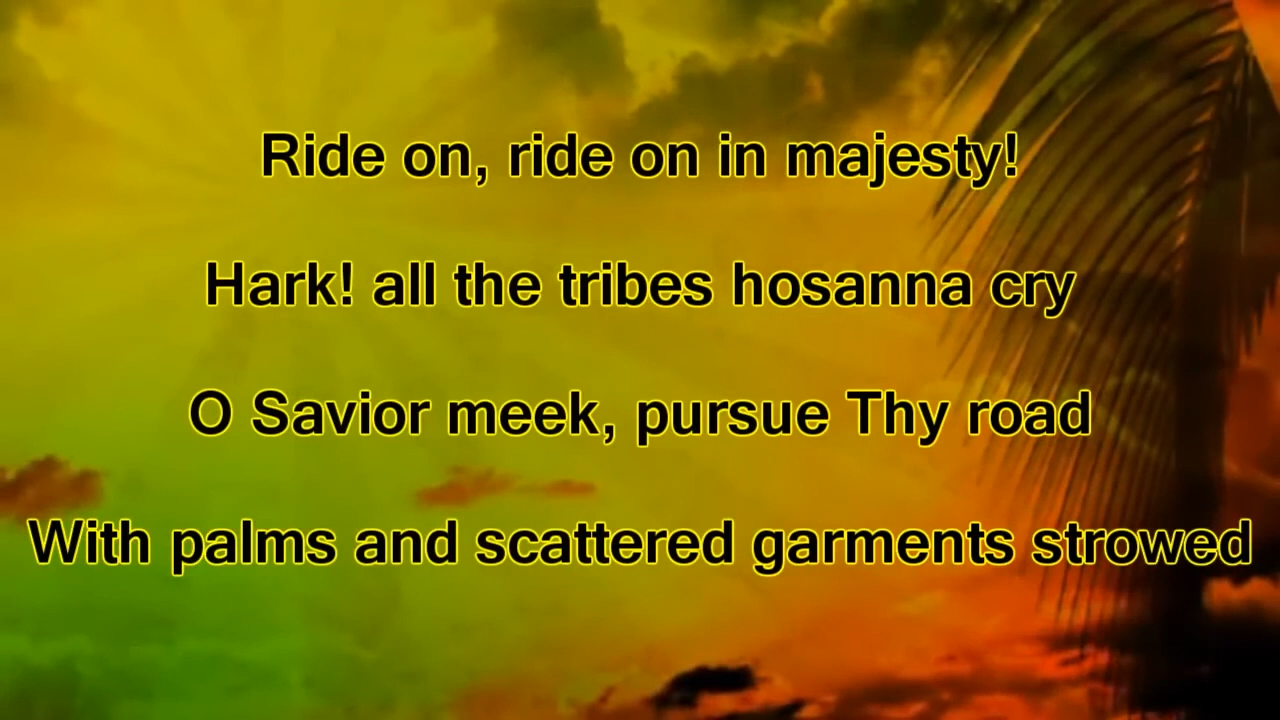 Ride on, ride on in majesty!
Hark! all the tribes hosanna cry
O Savior meek, pursue Thy road
With palms and scattered garments strowed